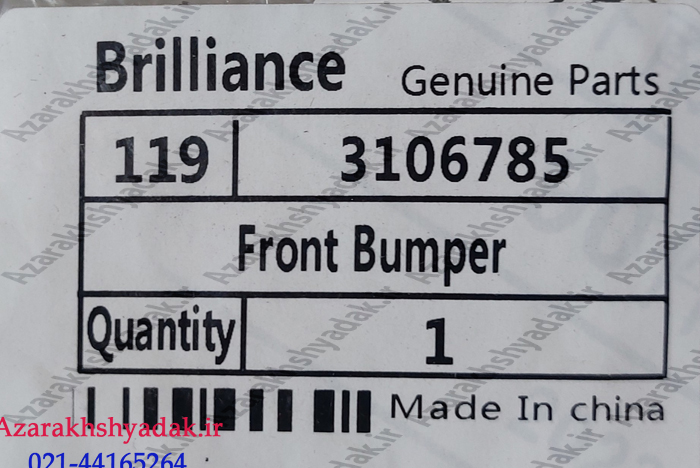 Brilliance Genuine Parts
119 3106785
Front Bumper
Quantity 1
Made In china
Azarakhshyadak.ir
021-44165264